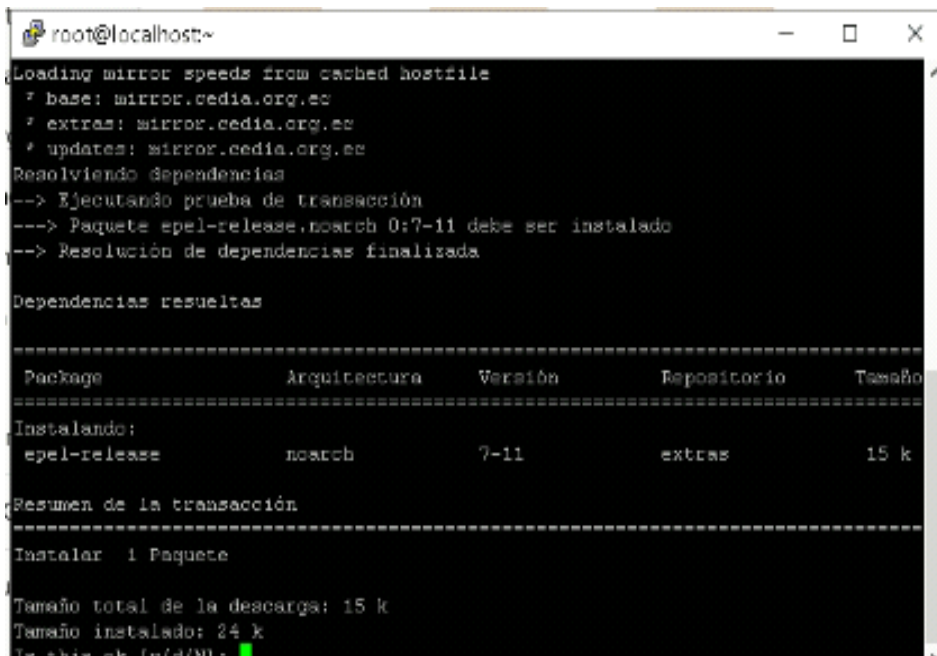 root@localhost:~
Loading mirror speeds from cached hostfile
* base: mirror.cedia.org.ec
* extras: mirror.cedia.org.ec
* updates: mirror.cedia.org.ec
Resolviendo dependencias
--> Ejecutando prueba de transacción
---> Paquete epel-release.noarch 0:7-11 debe ser instalado
--> Resolución de dependencias finalizada
Dependencias resueltas
================================================================================
Package Arquitectura Versión Repositorio Tamaño
================================================================================
Instalando:
epel-release noarch 7-11 extras 15 k
Resumen de la transacción
================================================================================
Instalar 1 Paquete
Tamaño total de la descarga: 15 k
Tamaño instalado: 24 k
Is this ok [y/d/N]: